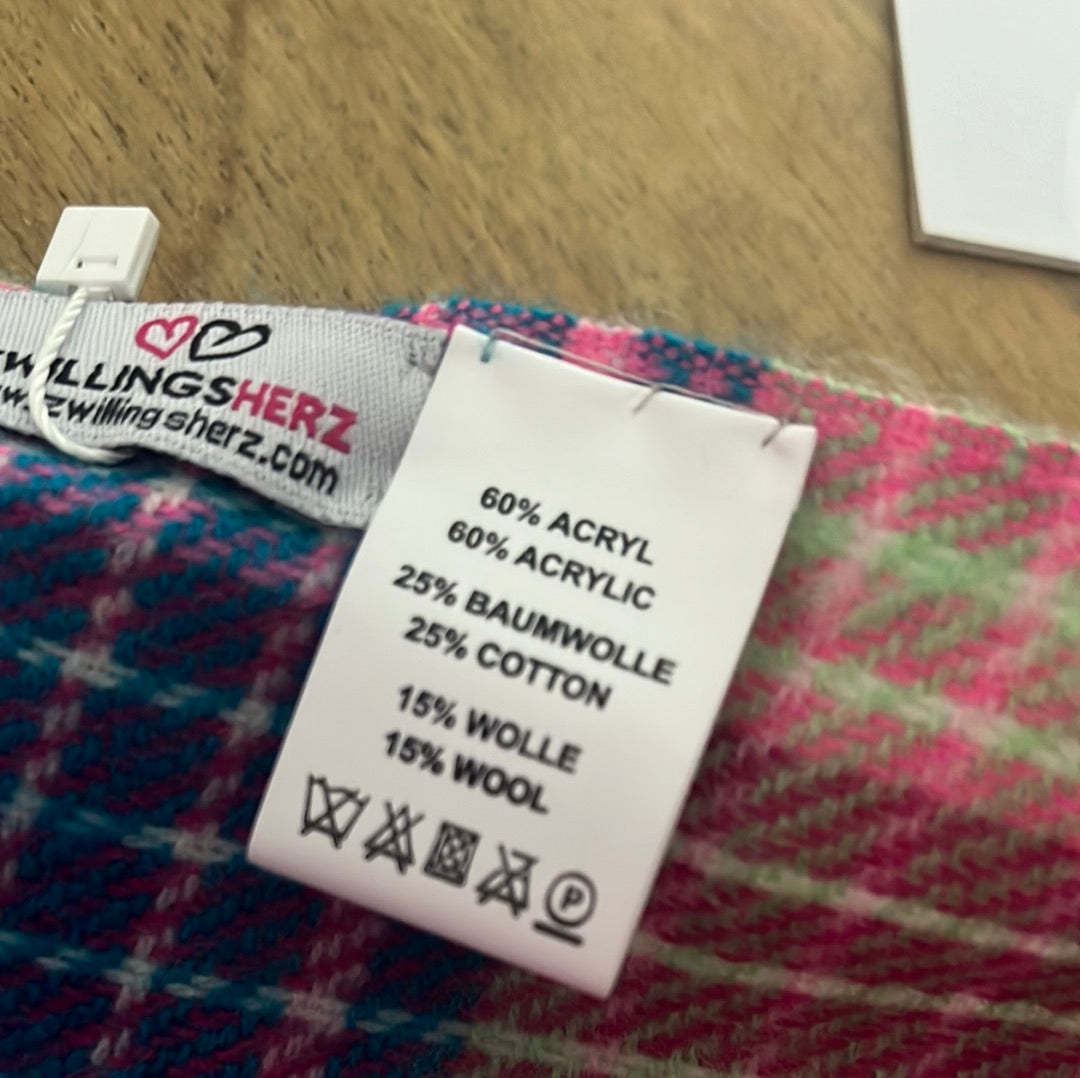 ZWILLINGSHERZ
www.zwillingsherz.com
60% ACRYL
60% ACRYLIC
25% BAUMWOLLE
25% COTTON
15% WOLLE
15% WOOL
P